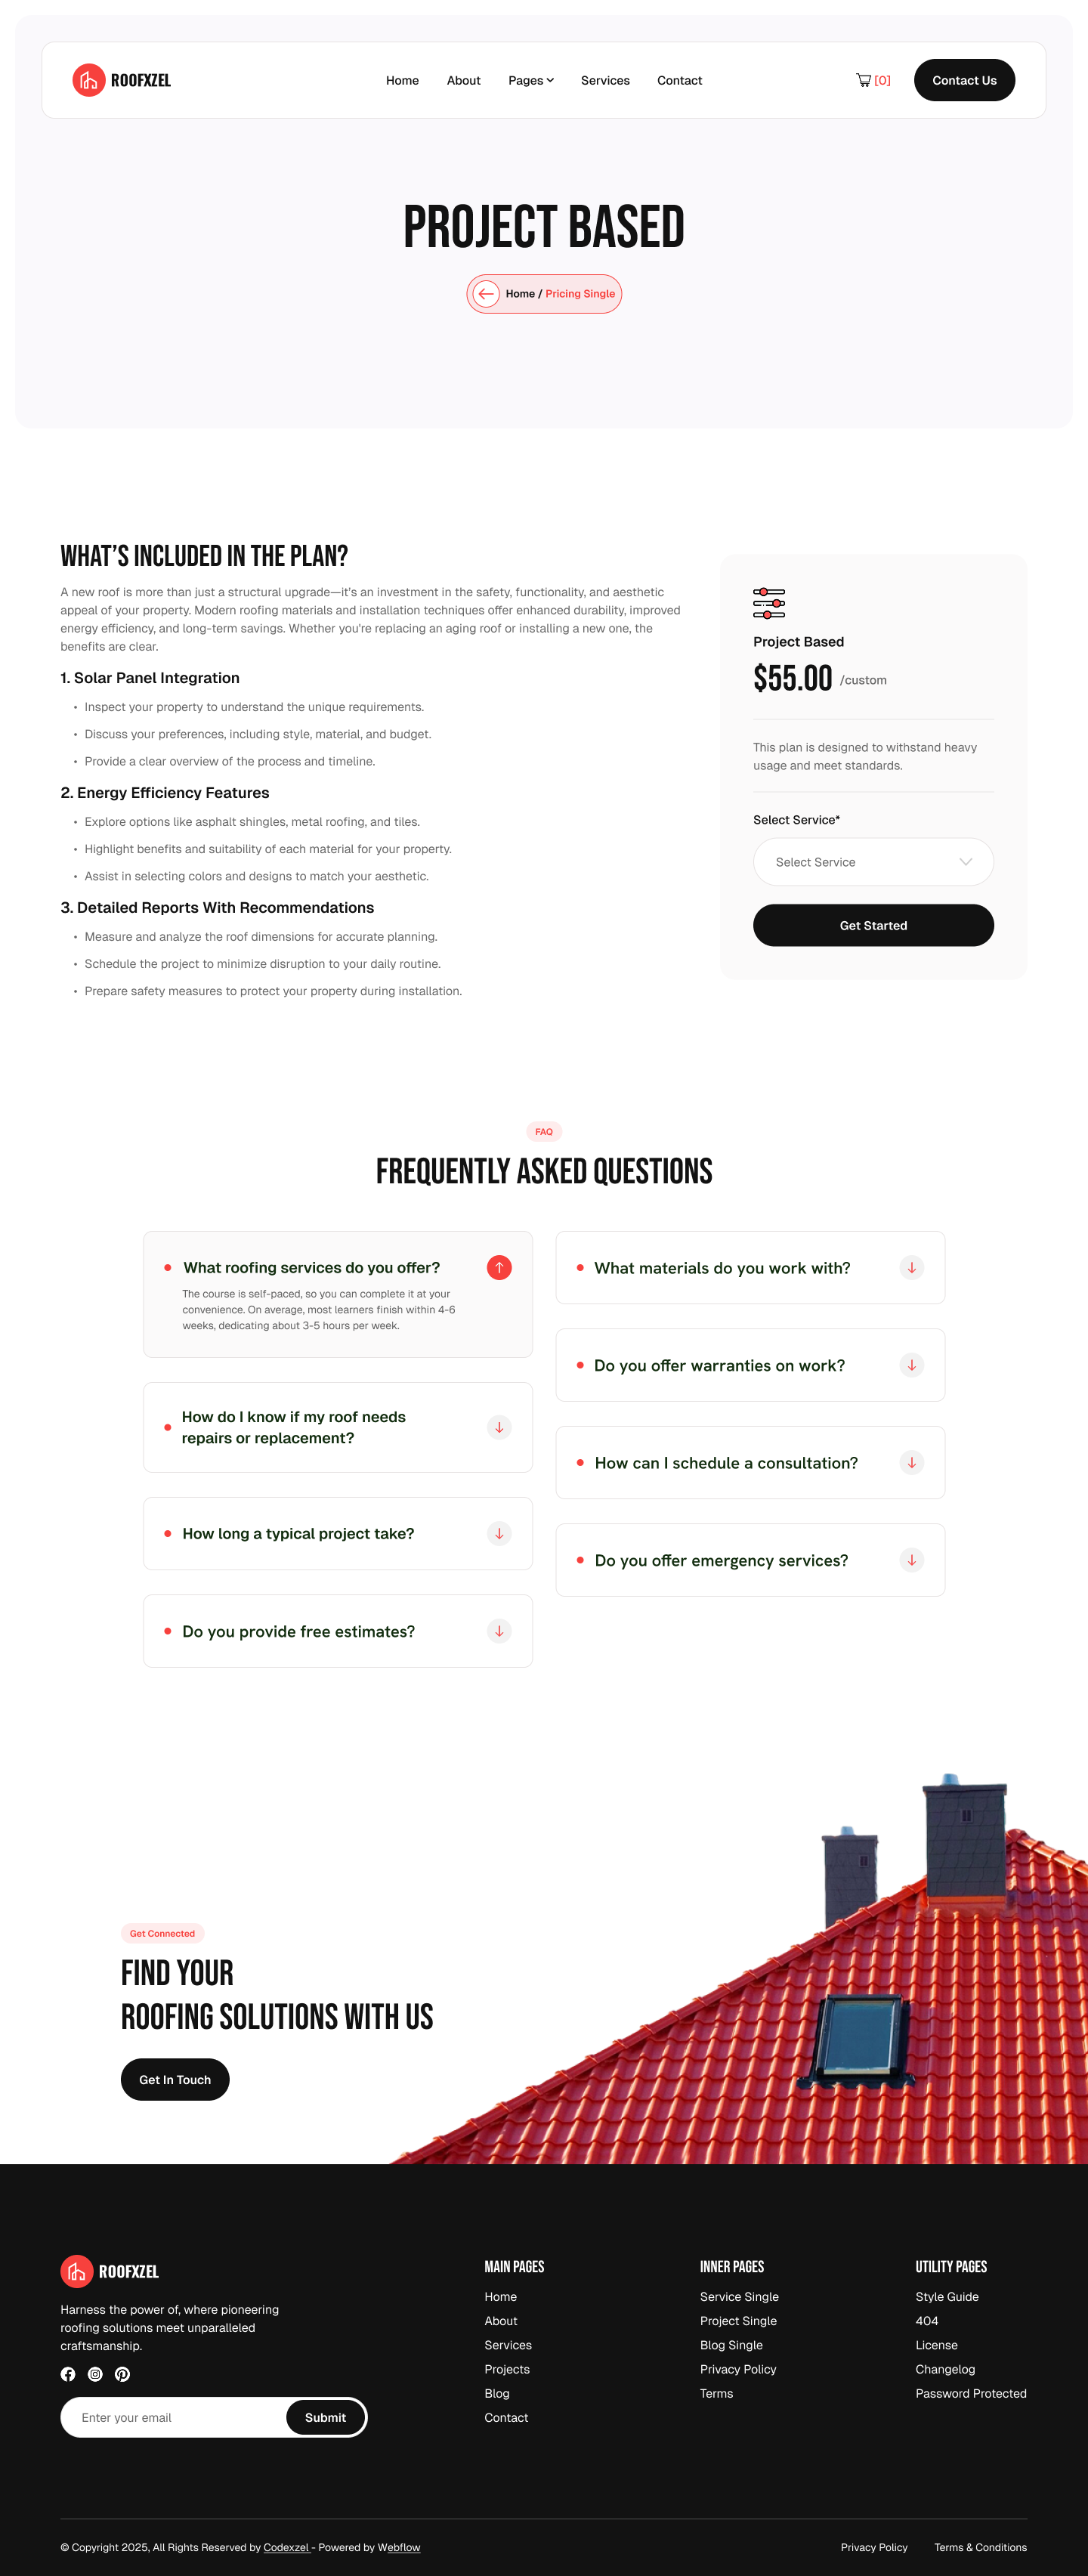 ROOFXZEL
Home
About
Pages
Services
Contact
[0]
Contact Us
PROJECT BASED
Home / Pricing Single
WHAT'S INCLUDED IN THE PLAN?
A new roof is more than just a structural upgrade—it's an investment in the safety, functionality, and aesthetic
appeal of your property. Modern roofing materials and installation techniques offer enhanced durability, improved
energy efficiency, and long-term savings. Whether you're replacing an aging roof or installing a new one, the
benefits are clear.
1. Solar Panel Integration
• Inspect your property to understand the unique requirements.
• Discuss your preferences, including style, material, and budget.
• Provide a clear overview of the process and timeline.
2. Energy Efficiency Features
• Explore options like asphalt shingles, metal roofing, and tiles.
• Highlight benefits and suitability of each material for your property.
• Assist in selecting colors and designs to match your aesthetic.
3. Detailed Reports With Recommendations
• Measure and analyze the roof dimensions for accurate planning.
• Schedule the project to minimize disruption to your daily routine.
• Prepare safety measures to protect your property during installation.
Project Based
$55.00 /custom
This plan is designed to withstand heavy
usage and meet standards.
Select Service*
Select Service
Get Started
FAQ
FREQUENTLY ASKED QUESTIONS
What roofing services do you offer?
The course is self-paced, so you can complete it at your
convenience. On average, most learners finish within 4-6
weeks, dedicating about 3-5 hours per week.
How do I know if my roof needs
repairs or replacement?
How long a typical project take?
Do you provide free estimates?
What materials do you work with?
Do you offer warranties on work?
How can I schedule a consultation?
Do you offer emergency services?
Get Connected
FIND YOUR
ROOFING SOLUTIONS WITH US
Get In Touch
ROOFXZEL
Harness the power of, where pioneering
roofing solutions meet unparalleled
craftsmanship.
Enter your email
Submit
MAIN PAGES
Home
About
Services
Projects
Blog
Contact
INNER PAGES
Service Single
Project Single
Blog Single
Privacy Policy
Terms
UTILITY PAGES
Style Guide
404
License
Changelog
Password Protected
© Copyright 2025, All Rights Reserved by Codexzel - Powered by Webflow
Privacy Policy
Terms & Conditions